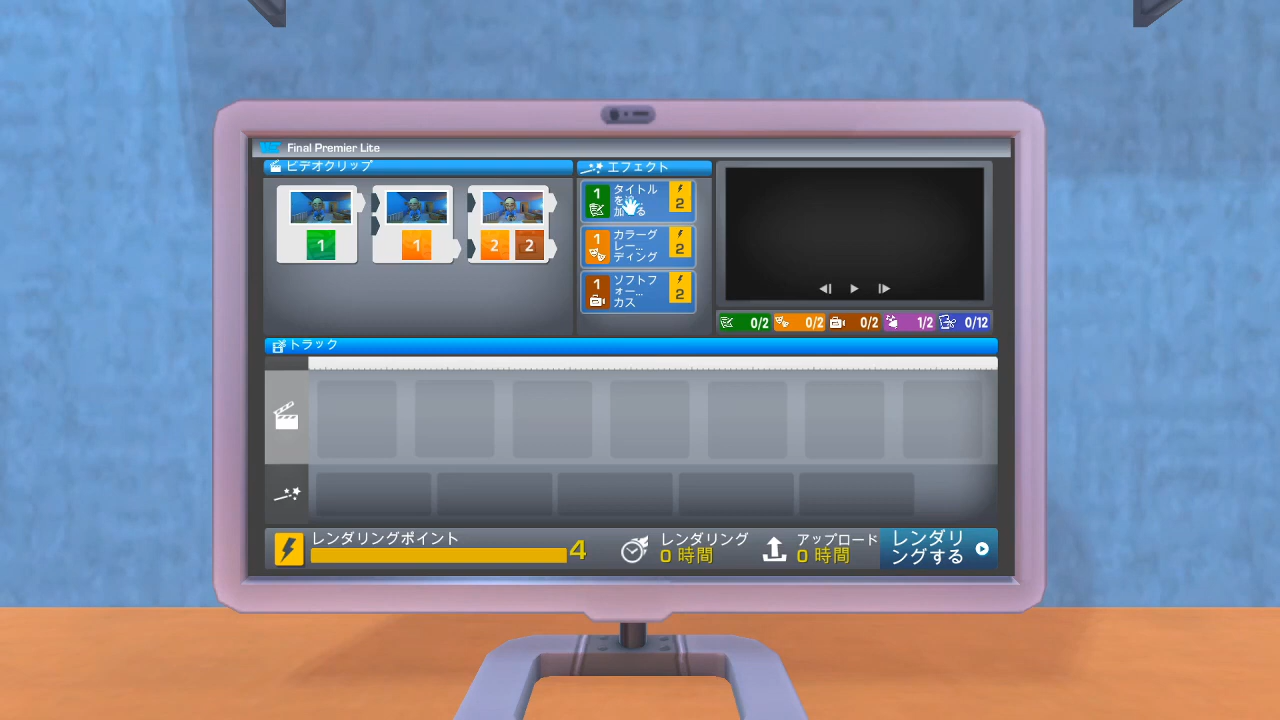 Final Premier Lite
ビデオクリップ
エフェクト
1
1
2 2
1 タイトル
加 る
2
1 カラーグ
レー...
ディング
2
1 ソフトフ
ォー...
カス
2
0/2 0/2 0/2 1/2 0/12
トラック
レンダリングポイント
4
レンダリング
0 時間
アップロード
0 時間
レンダリ
ングする